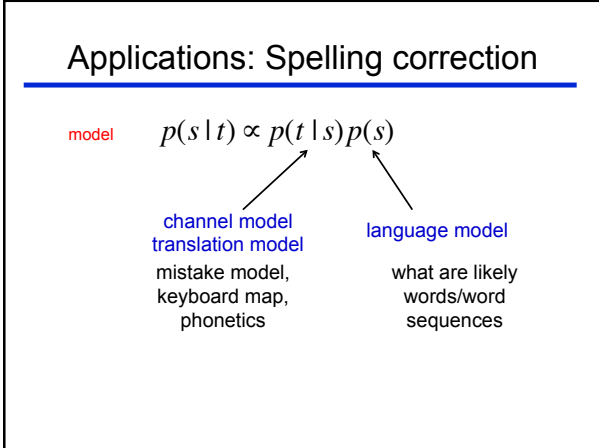 Applications: Spelling correction
model p(s | t) ∝ p(t | s)p(s)
channel model
translation model
language model
mistake model,
keyboard map,
phonetics
what are likely
words/word
sequences